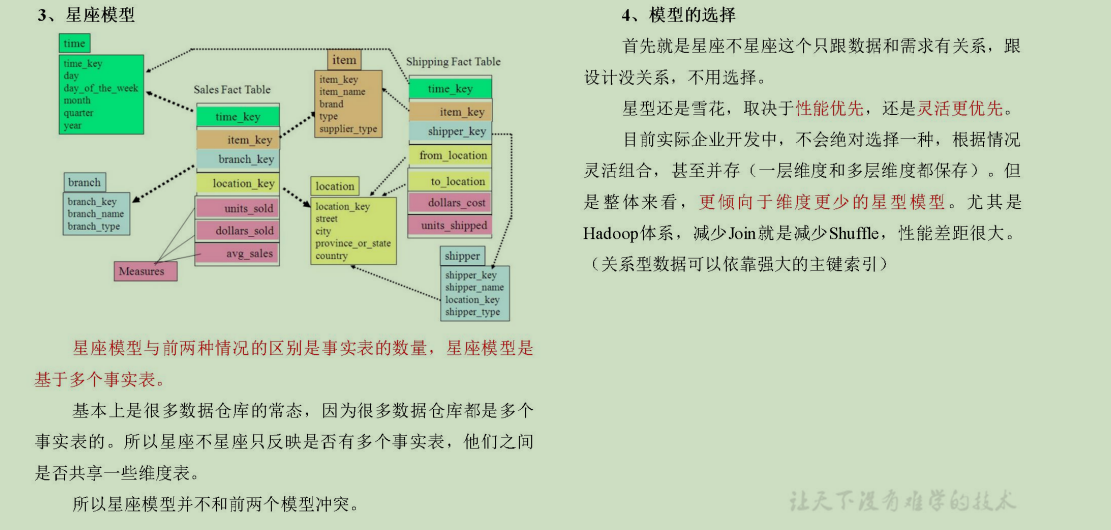 3、星座模型
time
time_key
day
day_of_the_week
month
quarter
year
Sales Fact Table
time_key
item_key
branch_key
location_key
units_sold
dollars_sold
avg_sales
Measures
branch
branch_key
branch_name
branch_type
item
item_key
item_name
brand
type
supplier_type
location
location_key
street
city
province_or_state
country
Shipping Fact Table
time_key
item_key
shipper_key
from_location
to_location
dollars_cost
units_shipped
shipper
shipper_key
shipper_name
location_key
shipper_type
星座模型与前两种情况的区别是事实表的数量，星座模型是
基于多个事实表。
基本上是很多数据仓库的常态，因为很多数据仓库都是多个
事实表的。所以星座不星座只反映是否有多个事实表，他们之间
是否共享一些维度表。
所以星座模型并不和前两个模型冲突。
4、模型的选择
首先就是星座不星座这个只跟数据和需求有关系，跟
设计没关系，不用选择。
星型还是雪花，取决于性能优先，还是灵活更优先。
目前实际企业开发中，不会绝对选择一种，根据情况
灵活组合，甚至并存（一层维度和多层维度都保存）。但
是整体来看，更倾向于维度更少的星型模型。尤其是
Hadoop体系，减少Join就是减少Shuffle，性能差距很大。
（关系型数据可以依靠强大的主键索引）
让天下没有难学的技术